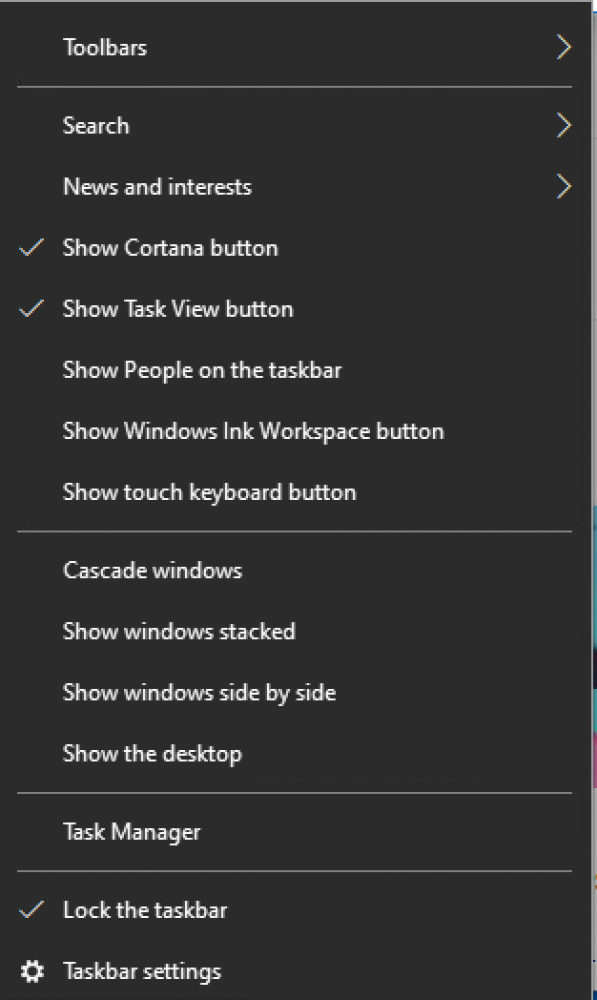 Toolbars
Search
News and interests
Show Cortana button
Show Task View button
Show People on the taskbar
Show Windows Ink Workspace button
Show touch keyboard button
Cascade windows
Show windows stacked
Show windows side by side
Show the desktop
Task Manager
Lock the taskbar
Taskbar settings